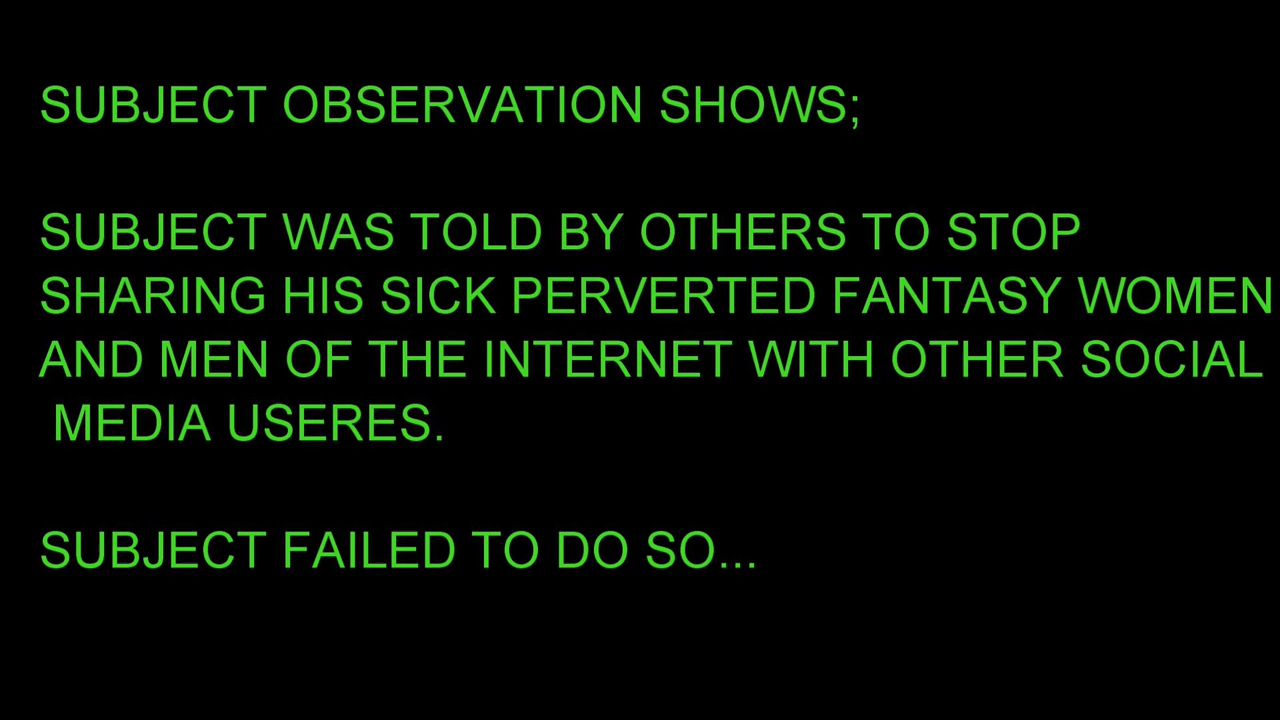 SUBJECT OBSERVATION SHOWS;
SUBJECT WAS TOLD BY OTHERS TO STOP
SHARING HIS SICK PERVERTED FANTASY WOMEN
AND MEN OF THE INTERNET WITH OTHER SOCIAL
MEDIA USERES.
SUBJECT FAILED TO DO SO...